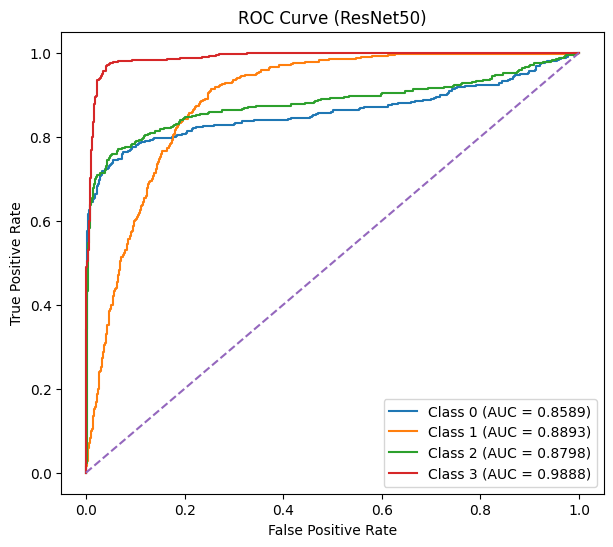 ROC Curve (ResNet50)
True Positive Rate
1.0
0.8
0.6
0.4
0.2
0.0
0.0 0.2 0.4 0.6 0.8 1.0
False Positive Rate
Class 0 (AUC = 0.8589)
Class 1 (AUC = 0.8893)
Class 2 (AUC = 0.8798)
Class 3 (AUC = 0.9888)